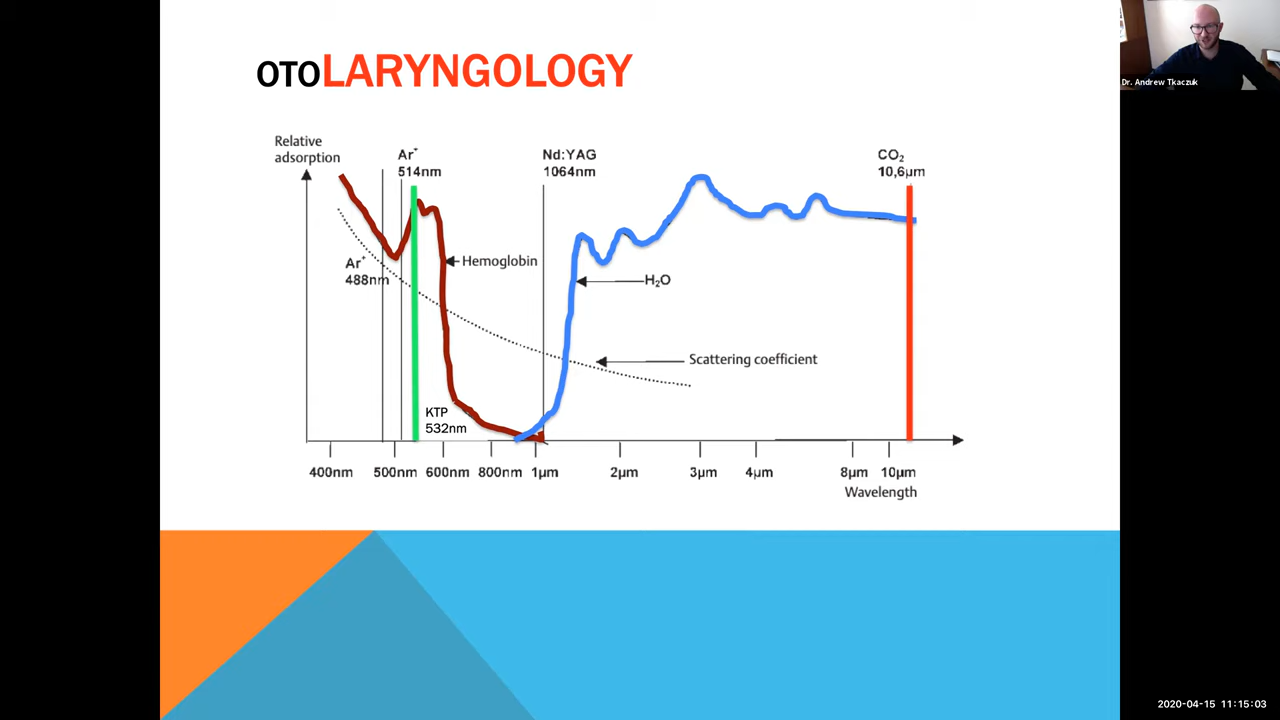 OTOLARYNGOLOGY
Dr. Andrew Tkaczuk
Relative
adsorption
Ar+
514nm
Nd:YAG
1064nm
CO2
10,6µm
Ar+
488nm
Hemoglobin
H2O
Scattering coefficient
KTP
532nm
400nm 500nm 600nm 800nm 1µm 2µm 3µm 4µm 8µm 10µm
Wavelength
2020-04-15 11:15:03